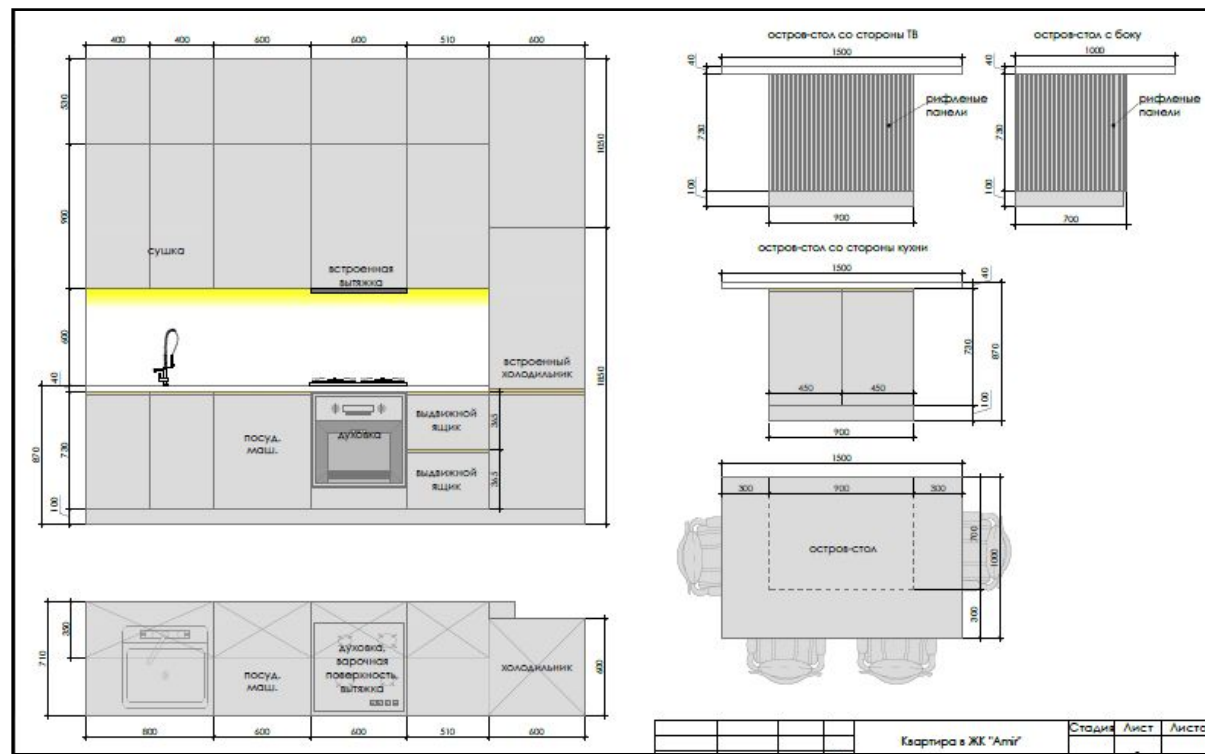 400 400 600 600 510 600
530
900
600
40
730
870
100
1050
1850
сушка
встроенная
вытяжка
встроенный
холодильник
выдвижной
ящик
365
посуд.
маш.
духовка
выдвижной
ящик
365
350
710
посуд.
маш.
духовка,
варочная
поверхность,
вытяжка
холодильник
600
800 600 600 510 600
остров-стол со стороны ТВ
1500
40
730
100
рифленые
панели
900
остров-стол с боку
1000
40
730
100
рифленые
панели
700
остров-стол со стороны кухни
1500
40
730
870
100
450 450
900
1500
300 900 300
остров-стол
700
1000
300
Квартира в ЖК "Amir"
Стадия Лист Листо